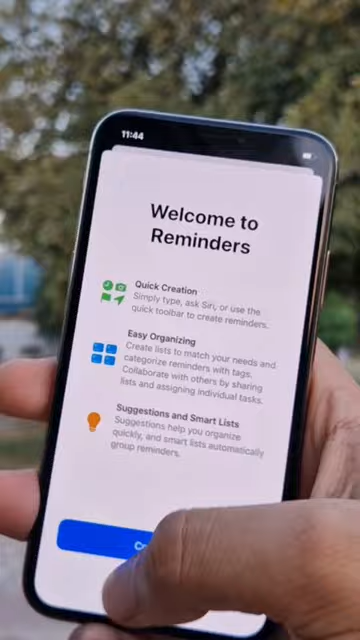 11:44
Welcome to
Reminders
Quick Creation
Simply type, ask Siri, or use the
quick toolbar to create reminders.
Easy Organizing
Create lists to match your needs and
categorize reminders with tags.
Collaborate with others by sharing
lists and assigning individual tasks.
Suggestions and Smart Lists
Suggestions help you organize
quickly, and smart lists automatically
group reminders.